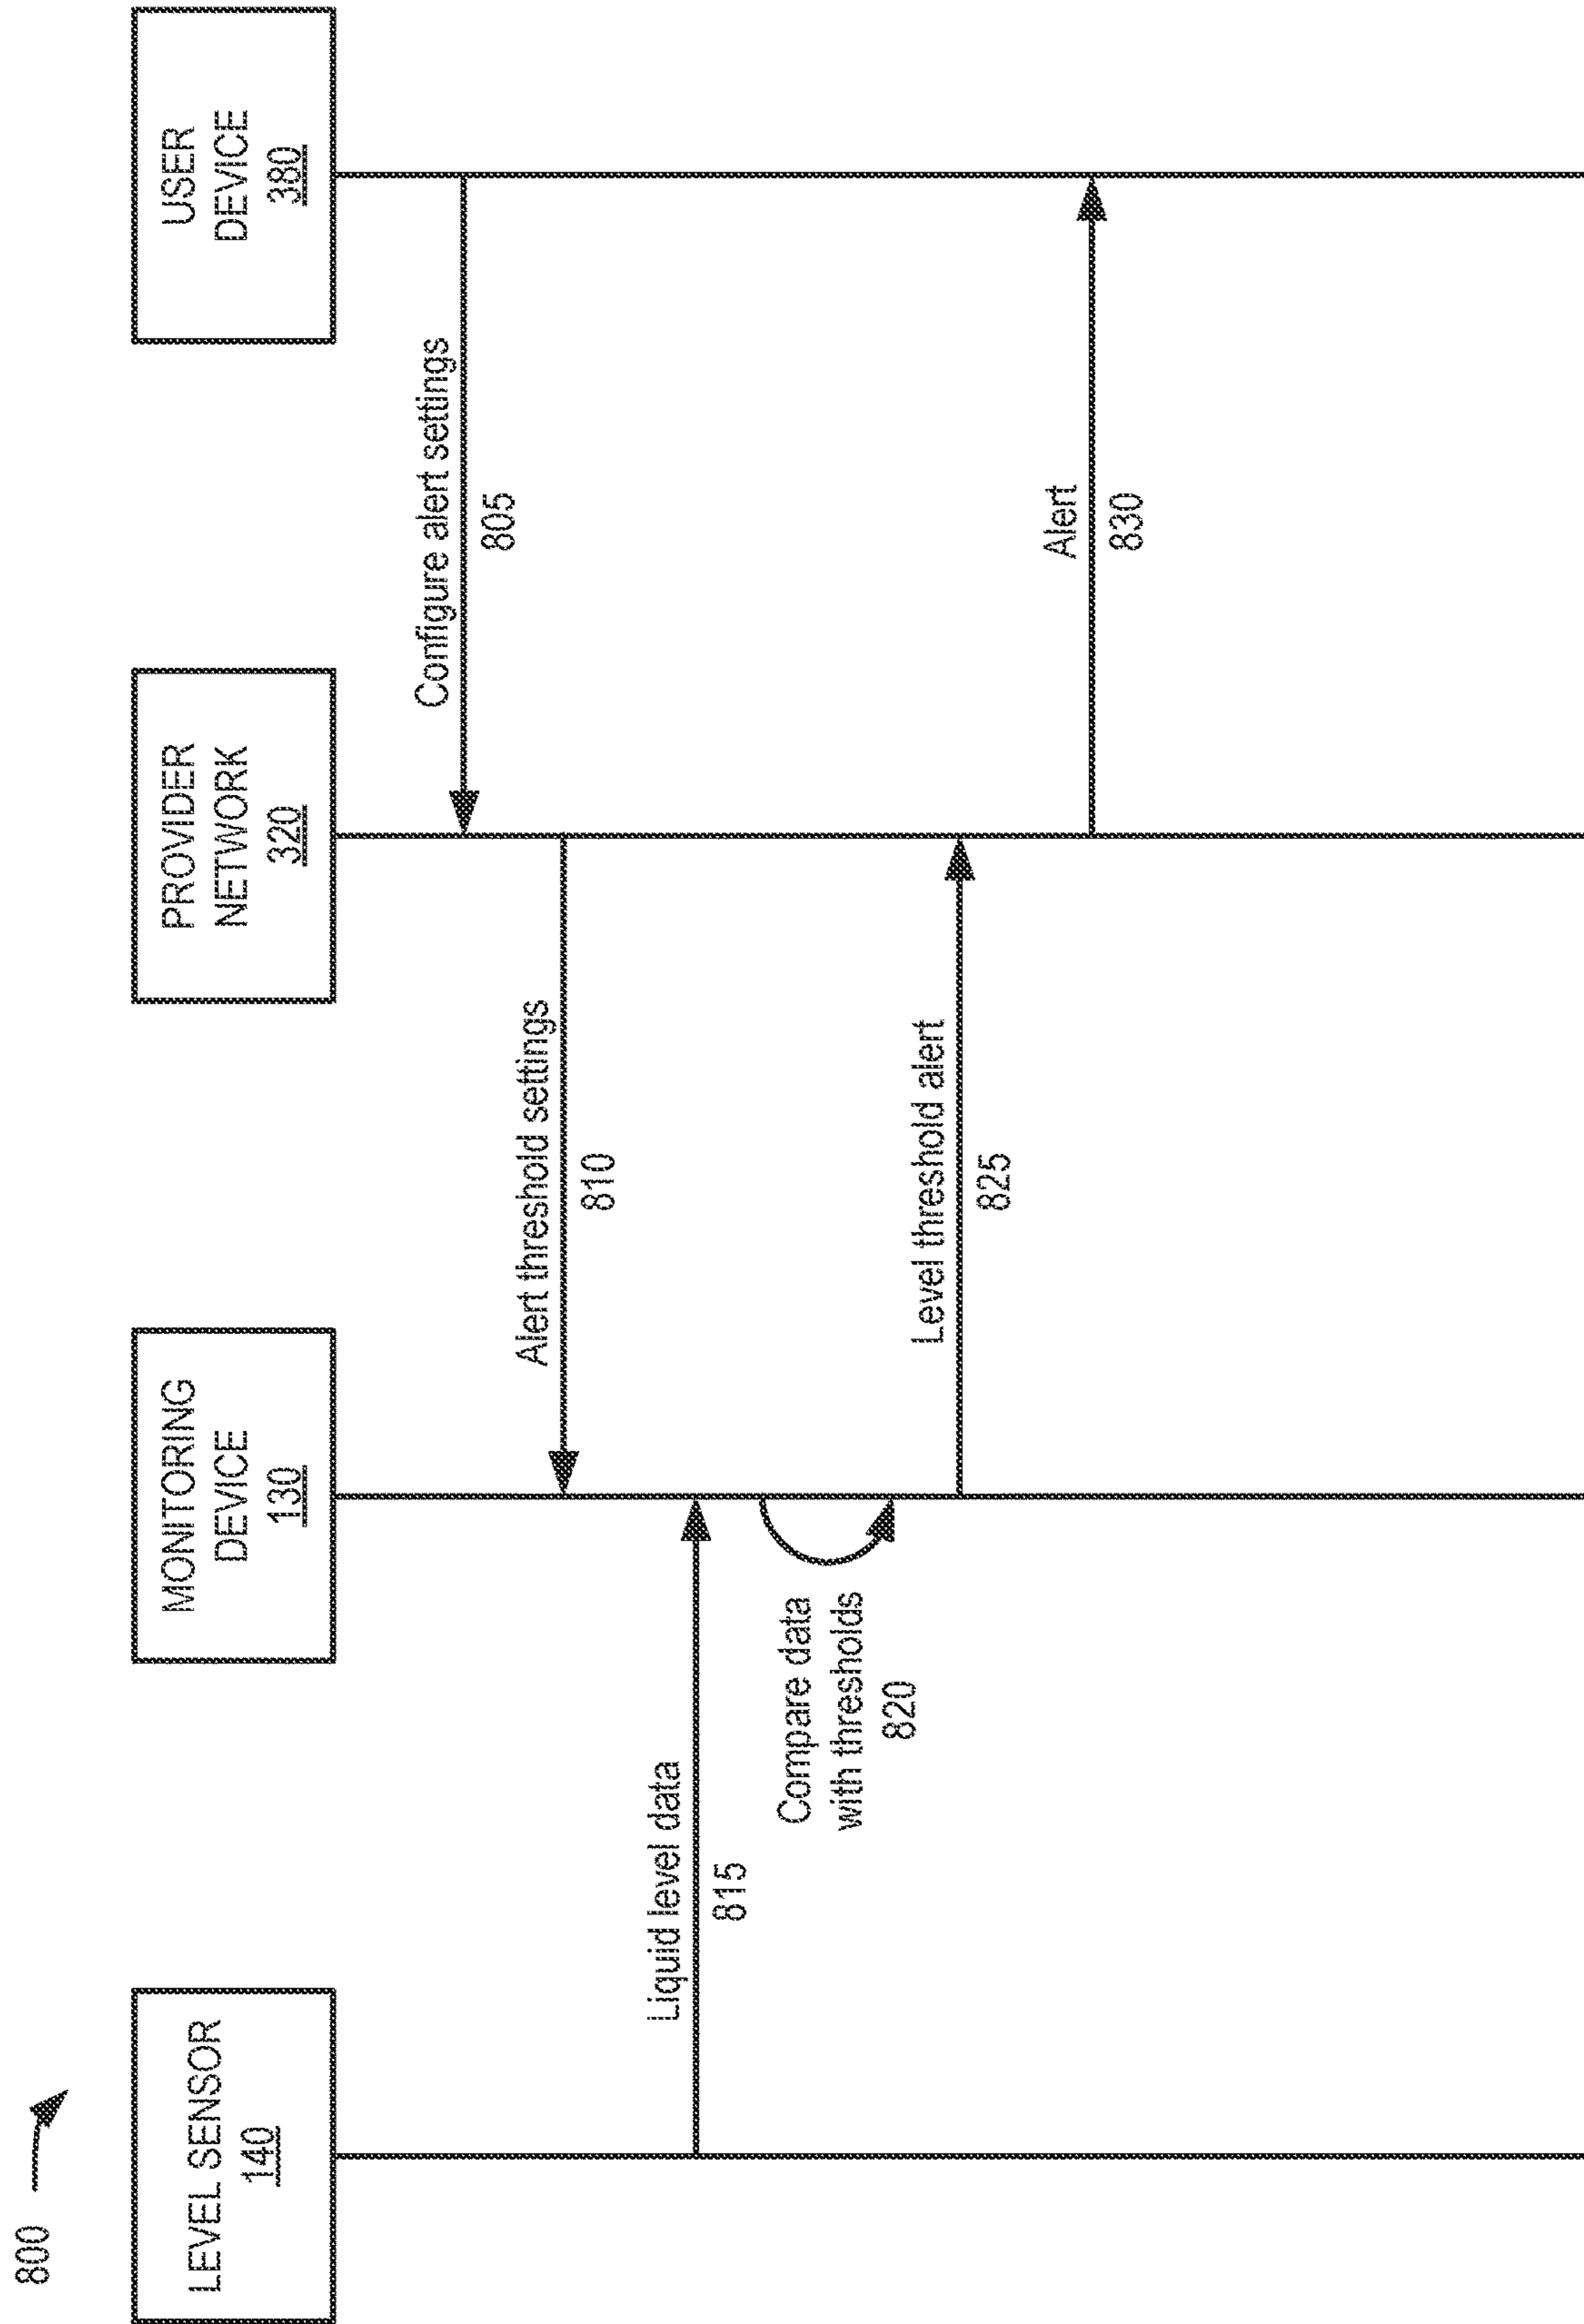 800
LEVEL SENSOR
140
MONITORING
DEVICE
130
PROVIDER
NETWORK
320
USER
DEVICE
380
Configure alert settings
805
Alert threshold settings
810
Liquid level data
815
Compare data
with thresholds
820
Level threshold alert
825
Alert
830